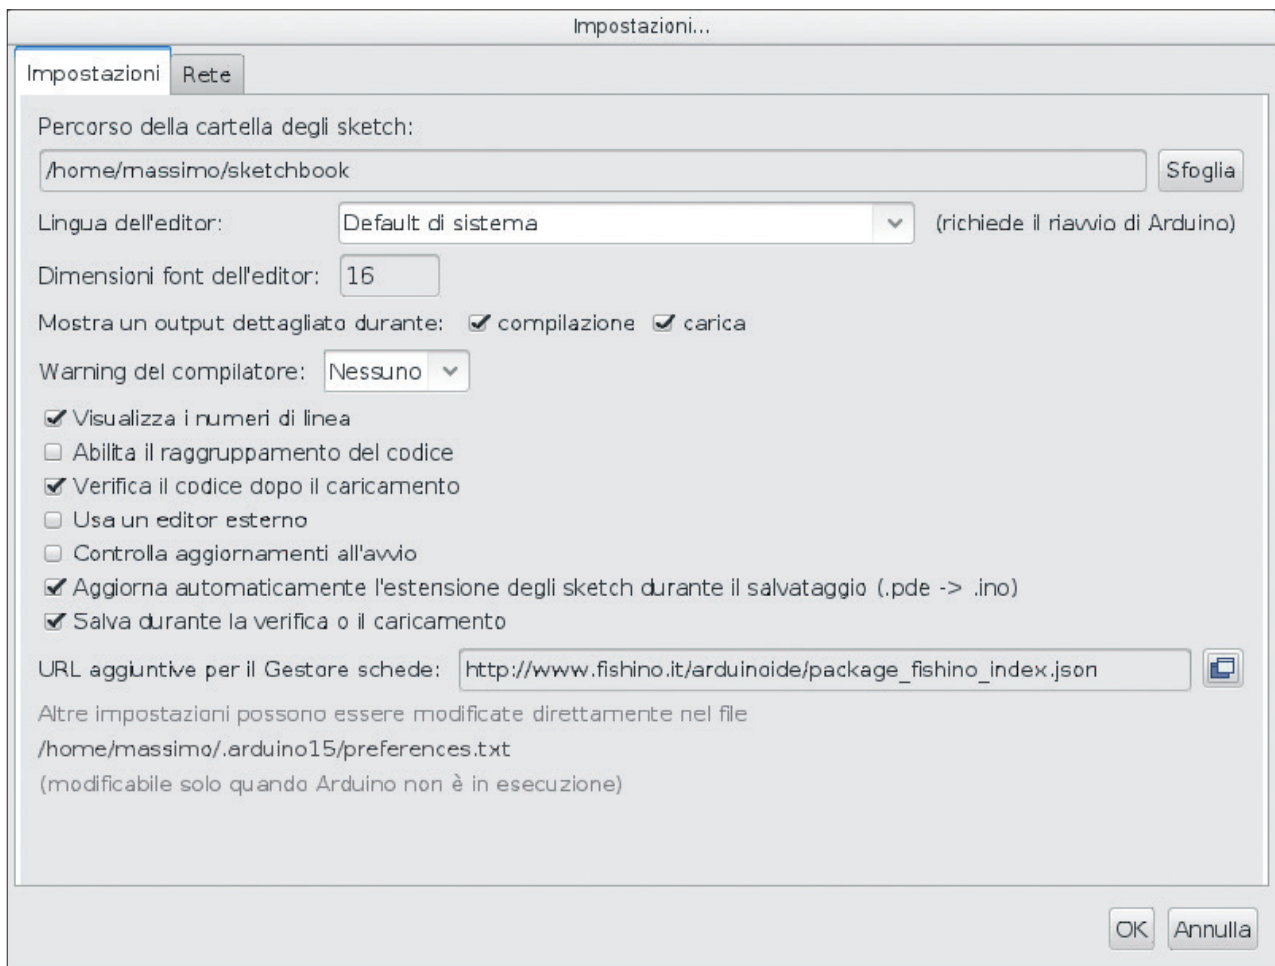 Impostazioni...
Impostazioni Rete
Percorso della cartella degli sketch:
/home/massimo/sketchbook Sfoglia
Lingua dell'editor: Default di sistema (richiede il riavvio di Arduino)
Dimensioni font dell'editor: 16
Mostra un output dettagliato durante: compilazione carica
Warning del compilatore: Nessuno
Visualizza i numeri di linea
Abilita il raggruppamento del codice
Verifica il codice dopo il caricamento
Usa un editor esterno
Controlla aggiornamenti all'avvio
Aggiorna automaticamente l'estensione degli sketch durante il salvataggio (.pde -> .ino)
Salva durante la verifica o il caricamento
URL aggiuntive per il Gestore schede: http://www.fishino.it/arduinoide/package_fishino_index.json
Altre impostazioni possono essere modificate direttamente nel file
/home/massimo/.arduino15/preferences.txt
(modificabile solo quando Arduino non è in esecuzione)
OK Annulla